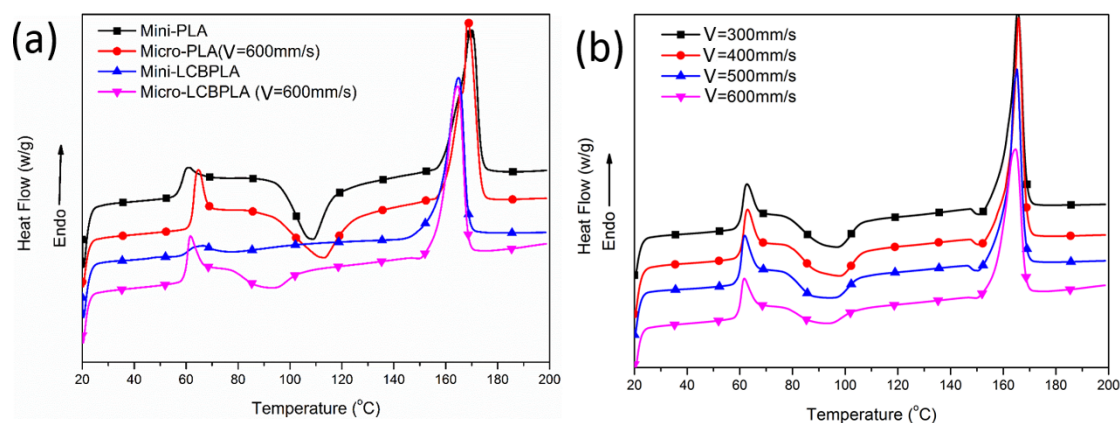 (a)
Mini-PLA
Micro-PLA(V=600mm/s)
Mini-LCBPLA
Micro-LCBPLA (V=600mm/s)
Heat Flow (w/g)
Endo
20 40 60 80 100 120 140 160 180 200
Temperature (°C)
(b)
V=300mm/s
V=400mm/s
V=500mm/s
V=600mm/s
Heat Flow (w/g)
Endo
20 40 60 80 100 120 140 160 180 200
Temperature (°C)